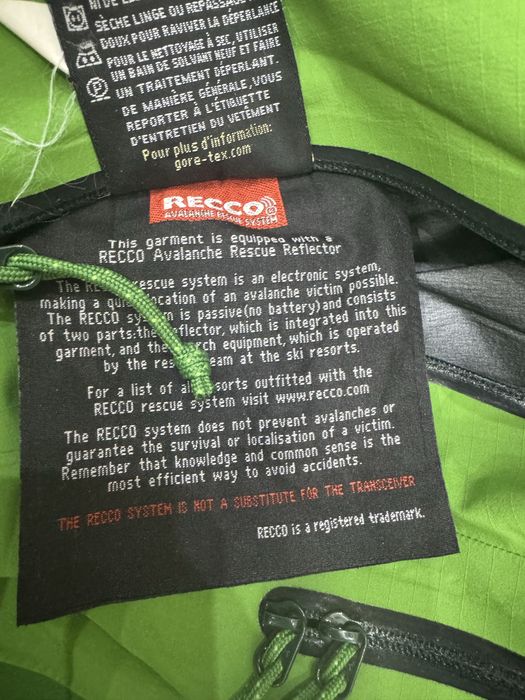 SÈCHE LINGE OU REPASSAGE
DOUX POUR RAVIVER LA DÉPERLANCE
POUR LE NETTOYAGE À SEC, UTILISER
UN BAIN DE SOLVANT NEUF ET FAIRE
UN TRAITEMENT DÉPERLANT.
DE MANIÈRE GÉNÉRALE, VOUS
REPORTER À L'ÉTIQUETTE
D'ENTRETIEN DU VÊTEMENT
Pour plus d'information:
gore-tex.com
P
RECCO
AVALANCHE RESCUE SYSTEM
This garment is equipped with a
RECCO Avalanche Rescue Reflector
The rescue system is an electronic system,
making a location of an avalanche victim possible.
The RECCO is passive(no battery)and consists
of two parts:the reflector, which is integrated into this
garment, and the equipment, which is operated
by the team at the ski resorts.
For a list of all outfitted with the
RECCO rescue system visit www.recco.com
The RECCO system does not prevent avalanches or
guarantee the survival or localisation of a victim.
Remember that knowledge and common sense is the
most efficient way to avoid accidents.
THE RECCO SYSTEM IS NOT A SUBSTITUTE FOR THE TRANSCEIVER
RECCO is a registered trademark.